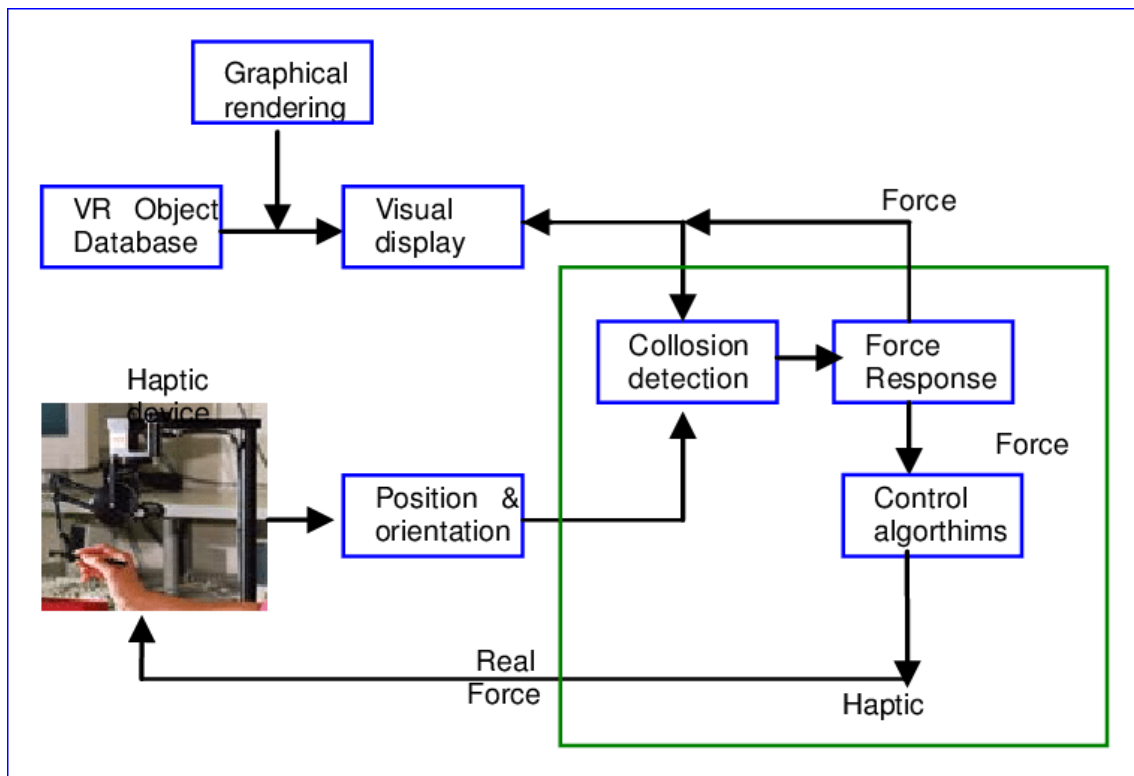 Graphical
rendering
VR Object
Database
Visual
display
Force
Collosion
detection
Force
Response
Haptic
device
Force
Position &
orientation
Control
algorthims
Real
Force
Haptic